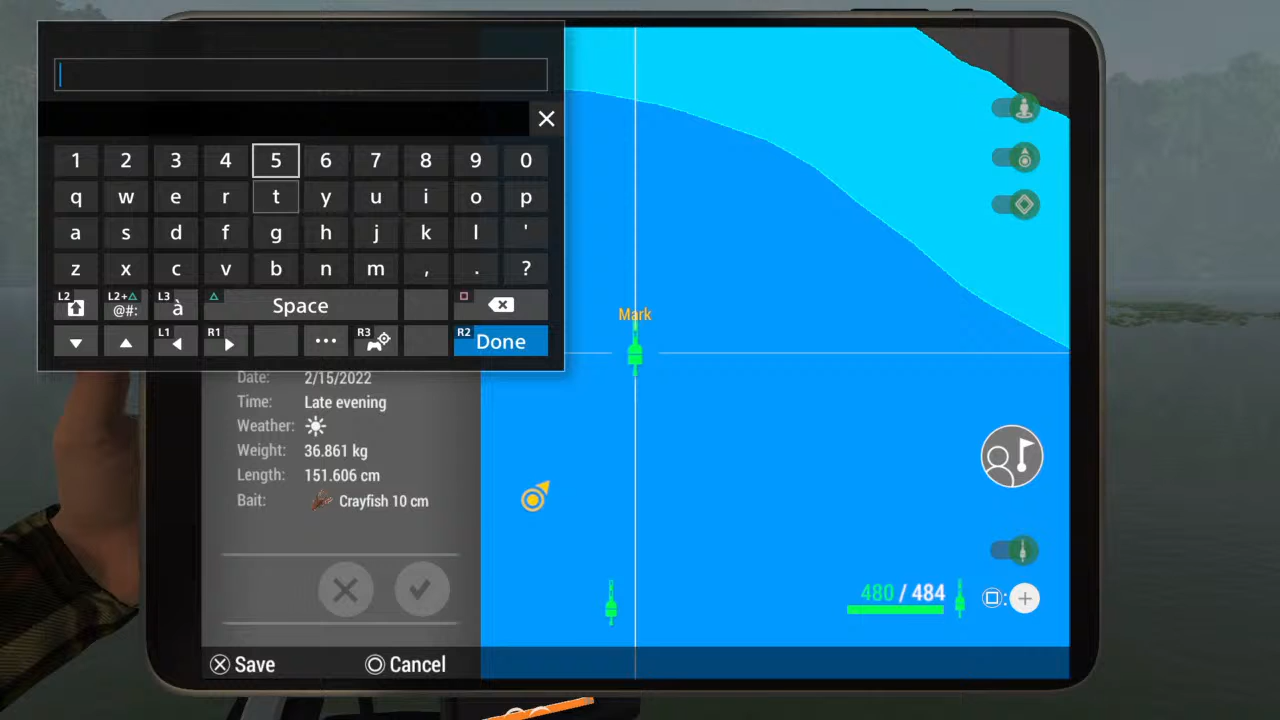 1 2 3 4 5 6 7 8 9 0
q w e r t y u i o p
a s d f g h j k l '
z x c v b n m , . ?
L2 L2+△ @#: L3 à △ Space □
L1 R1 ... R3 R2 Done
Mark
Date: 2/15/2022
Time: Late evening
Weather:
Weight: 36.861 kg
Length: 151.606 cm
Bait: Crayfish 10 cm
480 / 484
Save
Cancel